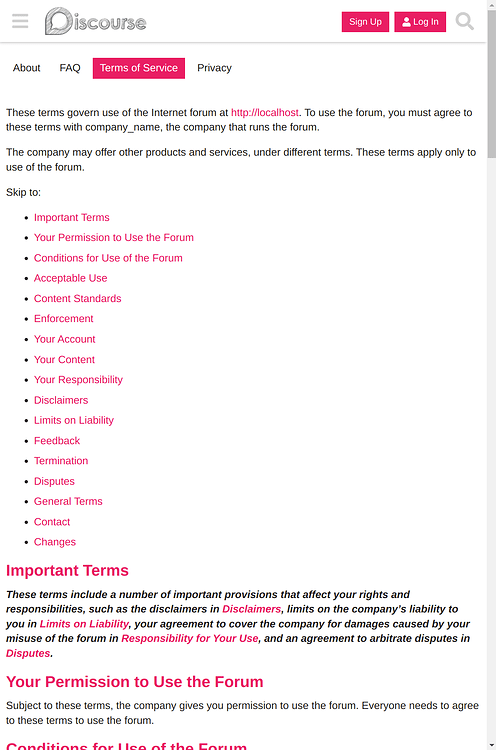 Discourse
Sign Up
Log In
About
FAQ
Terms of Service
Privacy
These terms govern use of the Internet forum at http://localhost. To use the forum, you must agree to
these terms with company_name, the company that runs the forum.
The company may offer other products and services, under different terms. These terms apply only to
use of the forum.
Skip to:
Important Terms
Your Permission to Use the Forum
Conditions for Use of the Forum
Acceptable Use
Content Standards
Enforcement
Your Account
Your Content
Your Responsibility
Disclaimers
Limits on Liability
Feedback
Termination
Disputes
General Terms
Contact
Changes
Important Terms
These terms include a number of important provisions that affect your rights and
responsibilities, such as the disclaimers in Disclaimers, limits on the company's liability to
you in Limits on Liability, your agreement to cover the company for damages caused by your
misuse of the forum in Responsibility for Your Use, and an agreement to arbitrate disputes in
Disputes.
Your Permission to Use the Forum
Subject to these terms, the company gives you permission to use the forum. Everyone needs to agree
to these terms to use the forum.
Conditions for Use of the Forum